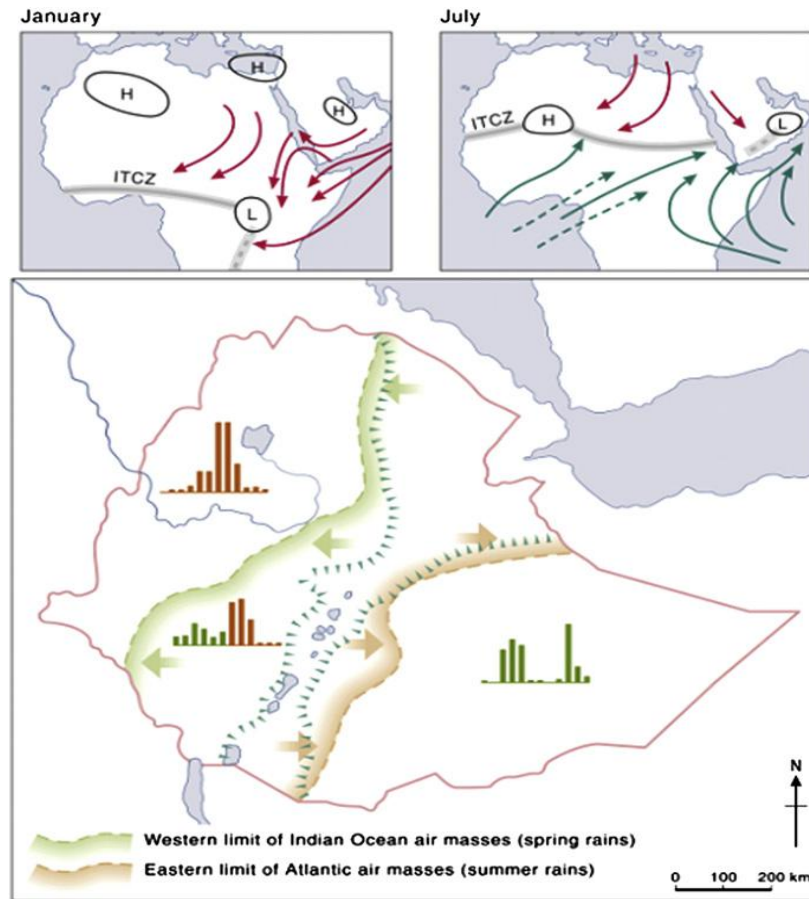 January
H
H
H
ITCZ
L
July
ITCZ
H
L
N
Western limit of Indian Ocean air masses (spring rains)
Eastern limit of Atlantic air masses (summer rains)
0 100 200 km